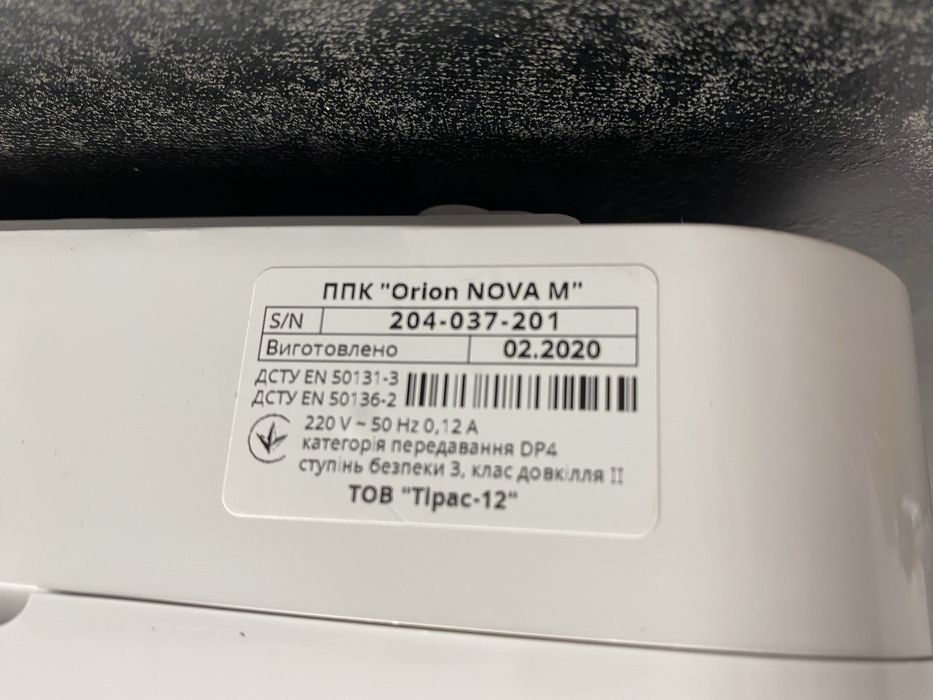 ППК "Orion NOVA M"
S/N 204-037-201
Виготовлено 02.2020
ДСТУ EN 50131-3
ДСТУ EN 50136-2
220 V ~ 50 Hz 0,12 A
категорія передавання DP4
ступінь безпеки 3, клас довкілля II
ТОВ "Тірас-12"